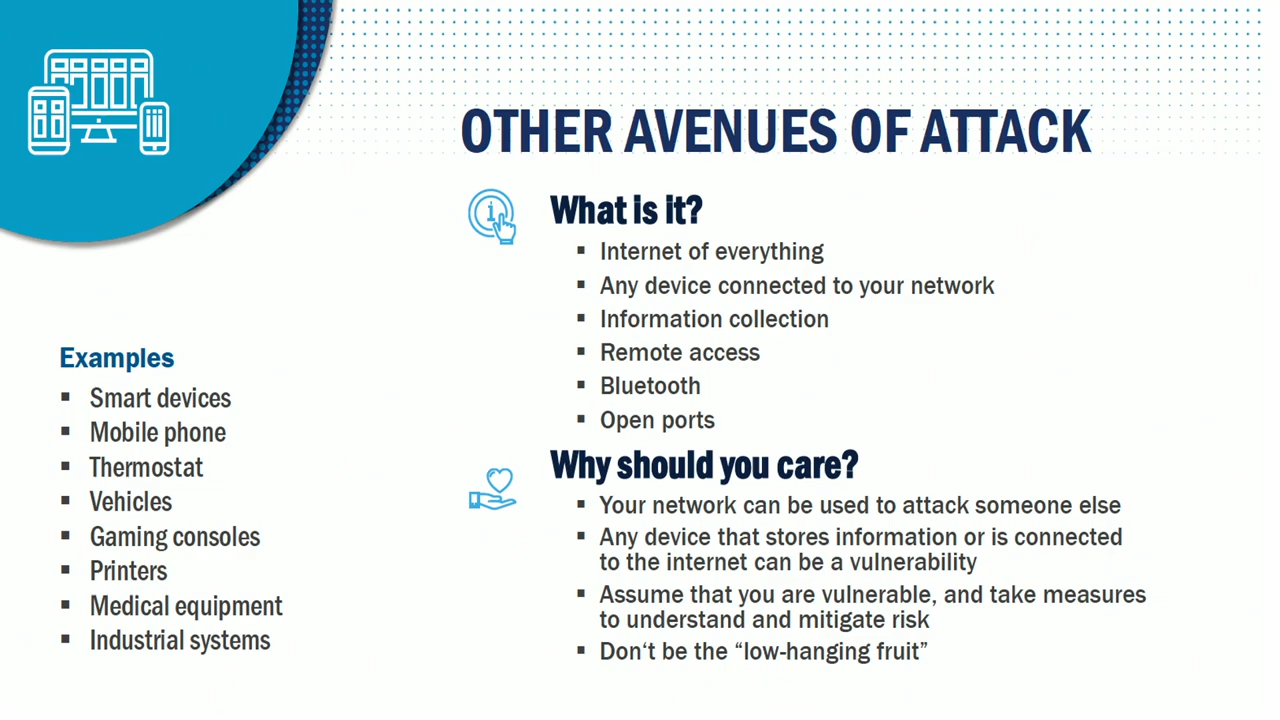 OTHER AVENUES OF ATTACK
What is it?
▪ Internet of everything
▪ Any device connected to your network
▪ Information collection
▪ Remote access
▪ Bluetooth
▪ Open ports
Why should you care?
▪ Your network can be used to attack someone else
▪ Any device that stores information or is connected
to the internet can be a vulnerability
▪ Assume that you are vulnerable, and take measures
to understand and mitigate risk
▪ Don‘t be the “low-hanging fruit”
Examples
▪ Smart devices
▪ Mobile phone
▪ Thermostat
▪ Vehicles
▪ Gaming consoles
▪ Printers
▪ Medical equipment
▪ Industrial systems